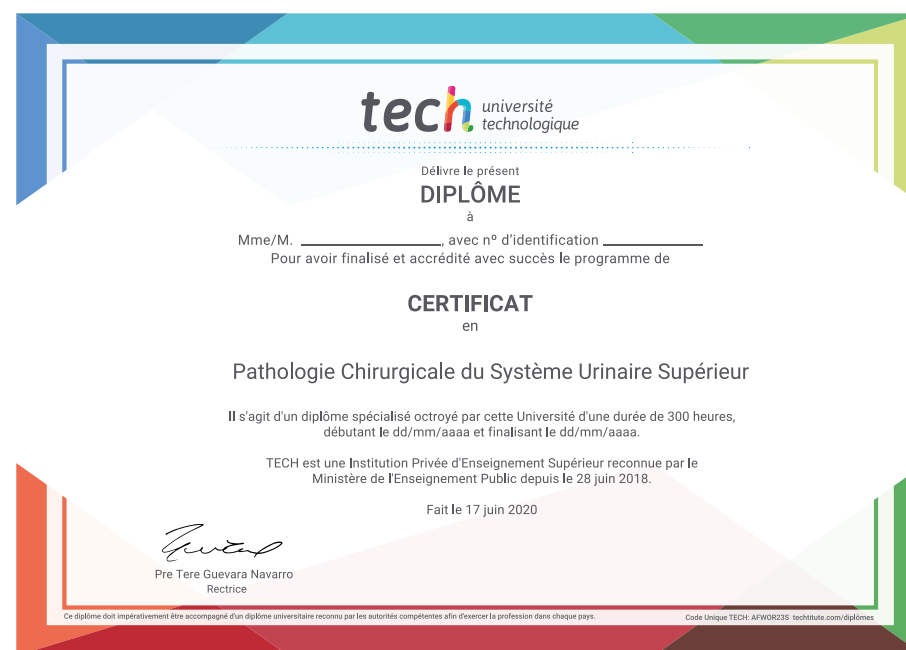 tech université
technologique
Délivre le présent
DIPLÔME
à
Mme/M. ____________________, avec nº d'identification ______________
Pour avoir finalisé et accrédité avec succès le programme de
CERTIFICAT
en
Pathologie Chirurgicale du Système Urinaire Supérieur
Il s'agit d'un diplôme spécialisé octroyé par cette Université d'une durée de 300 heures,
débutant le dd/mm/aaaa et finalisant le dd/mm/aaaa.
TECH est une Institution Privée d'Enseignement Supérieur reconnue par le
Ministère de l'Enseignement Public depuis le 28 juin 2018.
Fait le 17 juin 2020
Pre Tere Guevara Navarro
Rectrice
Ce diplôme doit impérativement être accompagné d'un diplôme universitaire reconnu par les autorités compétentes afin d'exercer la profession dans chaque pays.
Code Unique TECH: AFWOR23S techtitute.com/diplômes